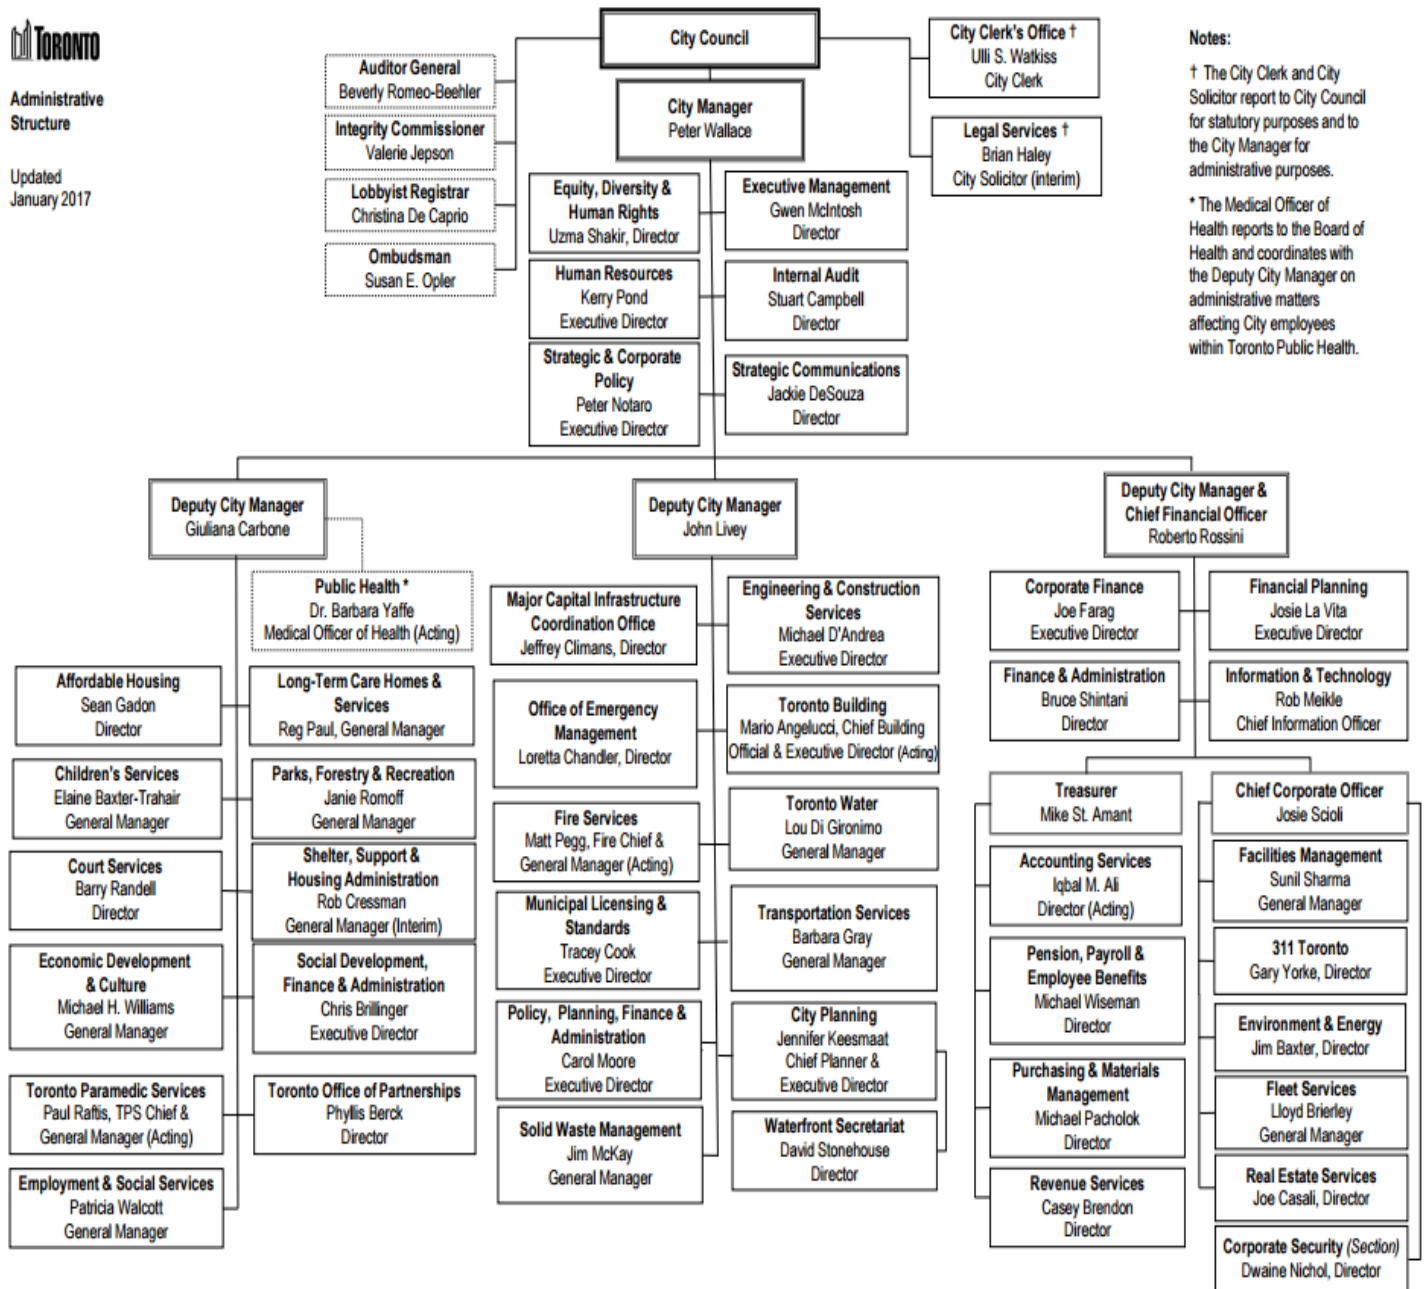 TORONTO
Administrative
Structure
Updated
January 2017
City Council
City Manager
Peter Wallace
Auditor General
Beverly Romeo-Beehler
Integrity Commissioner
Valerie Jepson
Lobbyist Registrar
Christina De Caprio
Ombudsman
Susan E. Opler
City Clerk's Office †
Ulli S. Watkiss
City Clerk
Legal Services †
Brian Haley
City Solicitor (interim)
Notes:
† The City Clerk and City
Solicitor report to City Council
for statutory purposes and to
the City Manager for
administrative purposes.
* The Medical Officer of
Health reports to the Board of
Health and coordinates with
the Deputy City Manager on
administrative matters
affecting City employees
within Toronto Public Health.
Equity, Diversity &
Human Rights
Uzma Shakir, Director
Executive Management
Gwen McIntosh
Director
Human Resources
Kerry Pond
Executive Director
Internal Audit
Stuart Campbell
Director
Strategic & Corporate
Policy
Peter Notaro
Executive Director
Strategic Communications
Jackie DeSouza
Director
Deputy City Manager
Giuliana Carbone
Public Health *
Dr. Barbara Yaffe
Medical Officer of Health (Acting)
Affordable Housing
Sean Gadon
Director
Long-Term Care Homes &
Services
Reg Paul, General Manager
Children's Services
Elaine Baxter-Trahair
General Manager
Parks, Forestry & Recreation
Janie Romoff
General Manager
Court Services
Barry Randell
Director
Shelter, Support &
Housing Administration
Rob Cressman
General Manager (Interim)
Economic Development
& Culture
Michael H. Williams
General Manager
Social Development,
Finance & Administration
Chris Brillinger
Executive Director
Toronto Paramedic Services
Paul Raftis, TPS Chief &
General Manager (Acting)
Toronto Office of Partnerships
Phyllis Berck
Director
Employment & Social Services
Patricia Walcott
General Manager
Deputy City Manager
John Livey
Major Capital Infrastructure
Coordination Office
Jeffrey Climans, Director
Engineering & Construction
Services
Michael D'Andrea
Executive Director
Office of Emergency
Management
Loretta Chandler, Director
Toronto Building
Mario Angelucci, Chief Building
Official & Executive Director (Acting)
Fire Services
Matt Pegg, Fire Chief &
General Manager (Acting)
Toronto Water
Lou Di Gironimo
General Manager
Municipal Licensing &
Standards
Tracey Cook
Executive Director
Transportation Services
Barbara Gray
General Manager
Policy, Planning, Finance &
Administration
Carol Moore
Executive Director
City Planning
Jennifer Keesmaat
Chief Planner &
Executive Director
Solid Waste Management
Jim McKay
General Manager
Waterfront Secretariat
David Stonehouse
Director
Deputy City Manager &
Chief Financial Officer
Roberto Rossini
Corporate Finance
Joe Farag
Executive Director
Financial Planning
Josie La Vita
Executive Director
Finance & Administration
Bruce Shintani
Director
Information & Technology
Rob Meikle
Chief Information Officer
Treasurer
Mike St. Amant
Accounting Services
Iqbal M. Ali
Director (Acting)
Pension, Payroll &
Employee Benefits
Michael Wiseman
Director
Purchasing & Materials
Management
Michael Pacholok
Director
Revenue Services
Casey Brendon
Director
Chief Corporate Officer
Josie Scioli
Facilities Management
Sunil Sharma
General Manager
311 Toronto
Gary Yorke, Director
Environment & Energy
Jim Baxter, Director
Fleet Services
Lloyd Brierley
General Manager
Real Estate Services
Joe Casali, Director
Corporate Security (Section)
Dwaine Nichol, Director